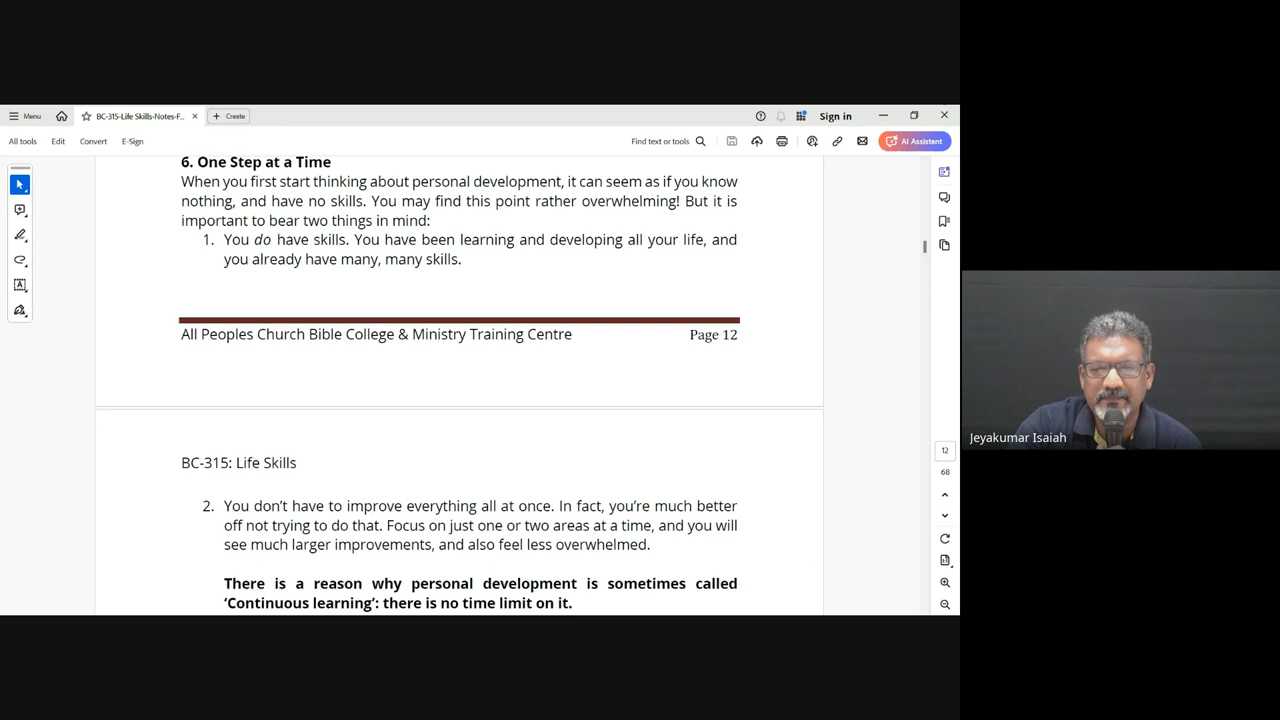 Menu
BC-315-Life Skills-Notes-F...
Create
Sign in
All tools
Edit
Convert
E-Sign
Find text or tools
AI Assistant
6. One Step at a Time
When you first start thinking about personal development, it can seem as if you know
nothing, and have no skills. You may find this point rather overwhelming! But it is
important to bear two things in mind:
1. You do have skills. You have been learning and developing all your life, and
you already have many, many skills.
All Peoples Church Bible College & Ministry Training Centre Page 12
BC-315: Life Skills
2. You don’t have to improve everything all at once. In fact, you’re much better
off not trying to do that. Focus on just one or two areas at a time, and you will
see much larger improvements, and also feel less overwhelmed.
There is a reason why personal development is sometimes called
‘Continuous learning’: there is no time limit on it.
12
68
Jeyakumar Isaiah